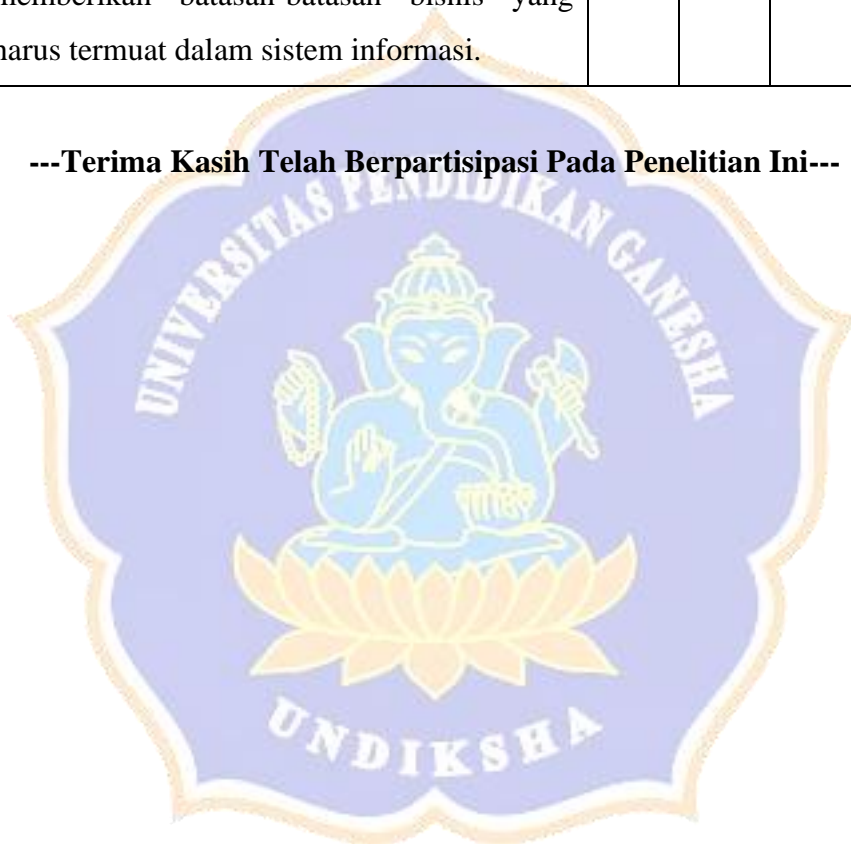 memberikan batasan-batasan bisnis yang
harus termuat dalam sistem informasi.
---Terima Kasih Telah Berpartisipasi Pada Penelitian Ini---
UNIVERSITAS PENDIDIKAN GANESHA
UNDIKSHA